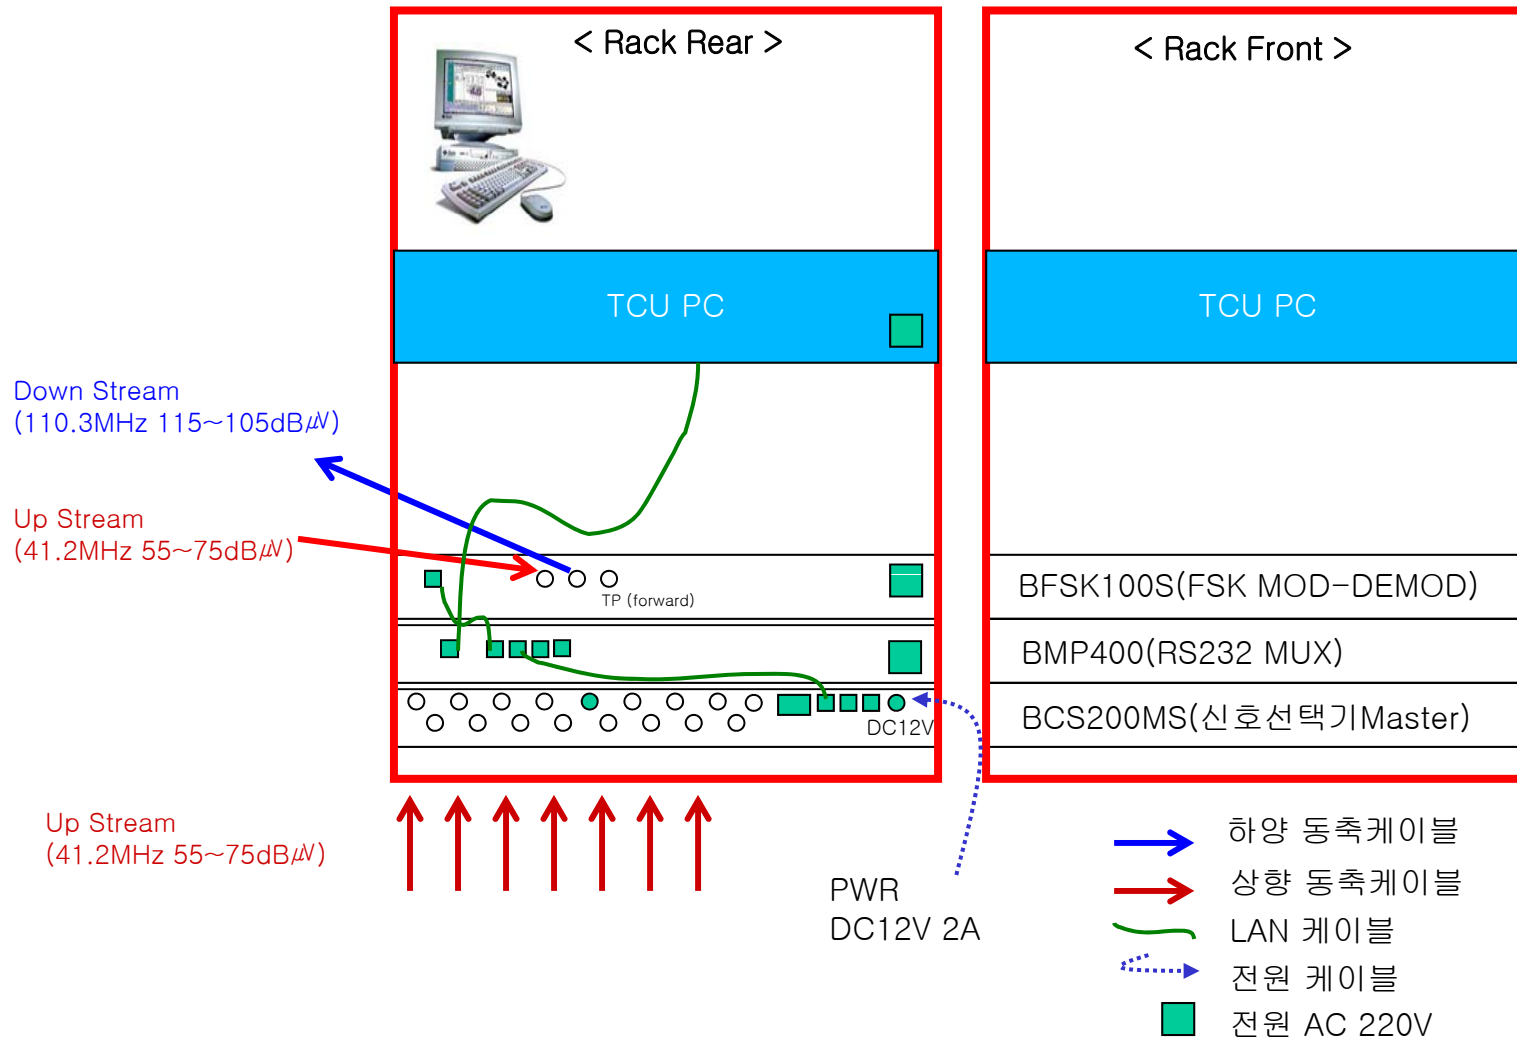 < Rack Rear >
< Rack Front >
TCU PC
TCU PC
Down Stream
(110.3MHz 115~105dB㎶)
Up Stream
(41.2MHz 55~75dB㎶)
TP (forward)
BFSK100S(FSK MOD-DEMOD)
BMP400(RS232 MUX)
BCS200MS(신호선택기Master)
DC12V
Up Stream
(41.2MHz 55~75dB㎶)
PWR
DC12V 2A
하양 동축케이블
상향 동축케이블
LAN 케이블
전원 케이블
전원 AC 220V